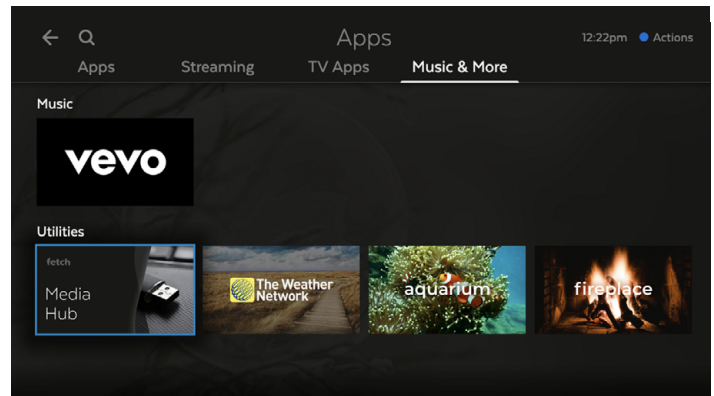 Apps
12:22pm
Actions
Apps
Streaming
TV Apps
Music & More
Music
vevo
Utilities
fetch
Media
Hub
The Weather
Network
aquarium
fireplace